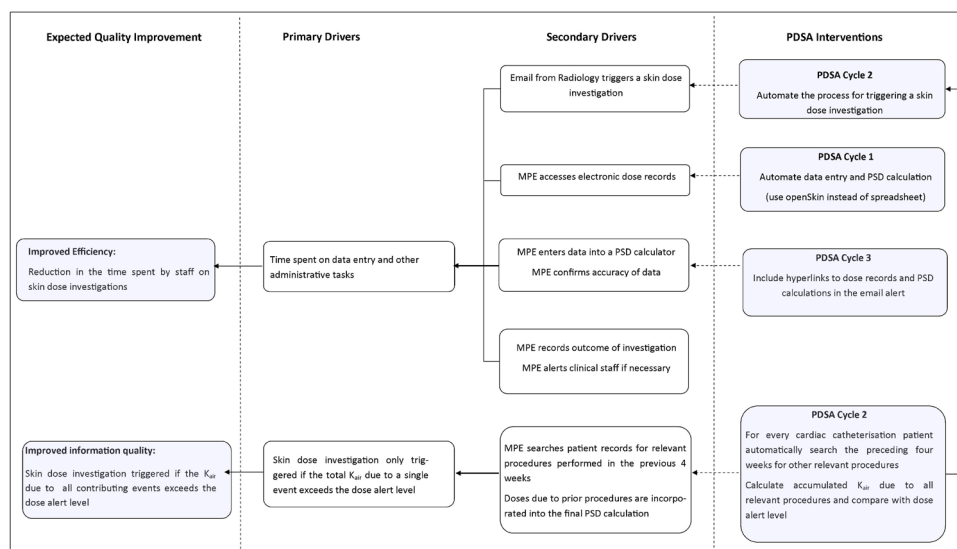 Expected Quality Improvement
Primary Drivers
Secondary Drivers
PDSA Interventions
Email from Radiology triggers a skin dose
investigation
PDSA Cycle 2
Automate the process for triggering a skin
dose investigation
MPE accesses electronic dose records
PDSA Cycle 1
Automate data entry and PSD calculation
(use openSkin instead of spreadsheet)
Improved Efficiency:
Reduction in the time spent by staff on
skin dose investigations
Time spent on data entry and other
administrative tasks
MPE enters data into a PSD calculator
MPE confirms accuracy of data
PDSA Cycle 3
Include hyperlinks to dose records and PSD
calculations in the email alert
MPE records outcome of investigation
MPE alerts clinical staff if necessary
Improved information quality:
Skin dose investigation triggered if the Kair
due to all contributing events exceeds the
dose alert level
Skin dose investigation only trig-
gered if the total Kair due to a single
event exceeds the dose alert level
MPE searches patient records for relevant
procedures performed in the previous 4
weeks
Doses due to prior procedures are incorpo-
rated into the final PSD calculation
PDSA Cycle 2
For every cardiac catheterisation patient
automatically search the preceding four
weeks for other relevant procedures
Calculate accumulated Kair due to all
relevant procedures and compare with dose
alert level